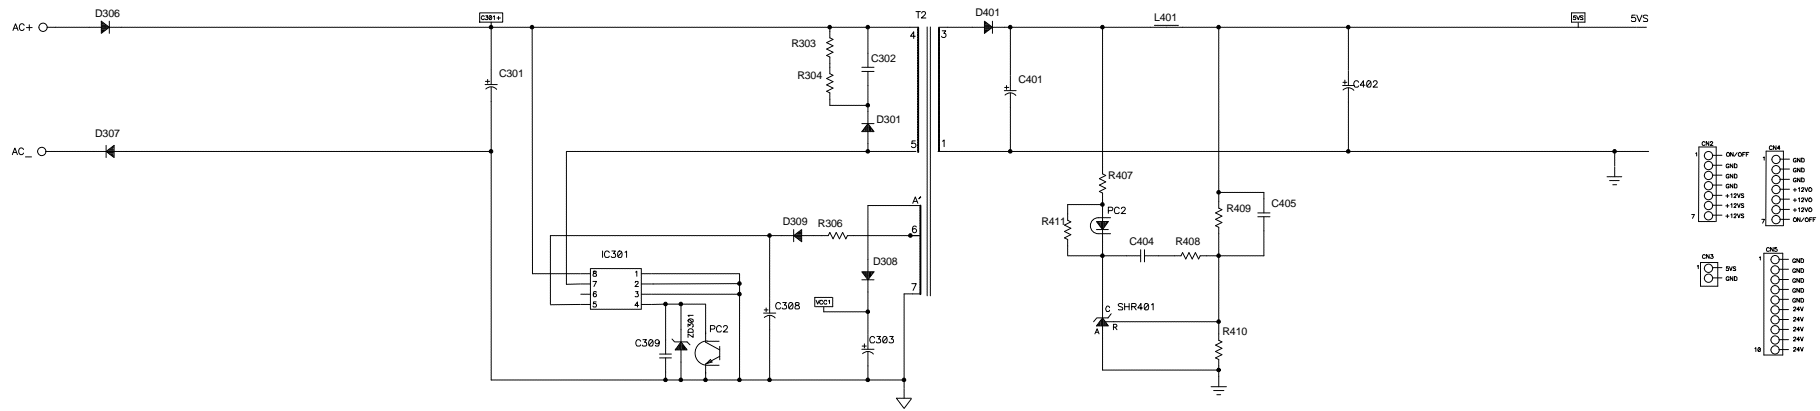 D306
C301+
T2
D401
L401
5VS
5VS
AC+
4
3
R303
C302
C301
R304
C401
C402
D301
D307
AC_
5
1
CN2
CN4
1
ON/OFF
GND
GND
GND
+12VS
+12VS
7
+12VS
1
GND
GND
GND
+12VO
+12VO
+12VO
7
ON/OFF
R407
A'
R411
PC2
R409
C405
D309
R306
6
C404
R408
IC301
D308
8
1
7
2
6
3
5
4
7
VCC1
C308
C
SHR401
A
R
CN3
1
5VS
GND
CN5
1
GND
GND
GND
GND
GND
24V
24V
24V
24V
10
24V
ZD301
PC2
C309
C303
R410